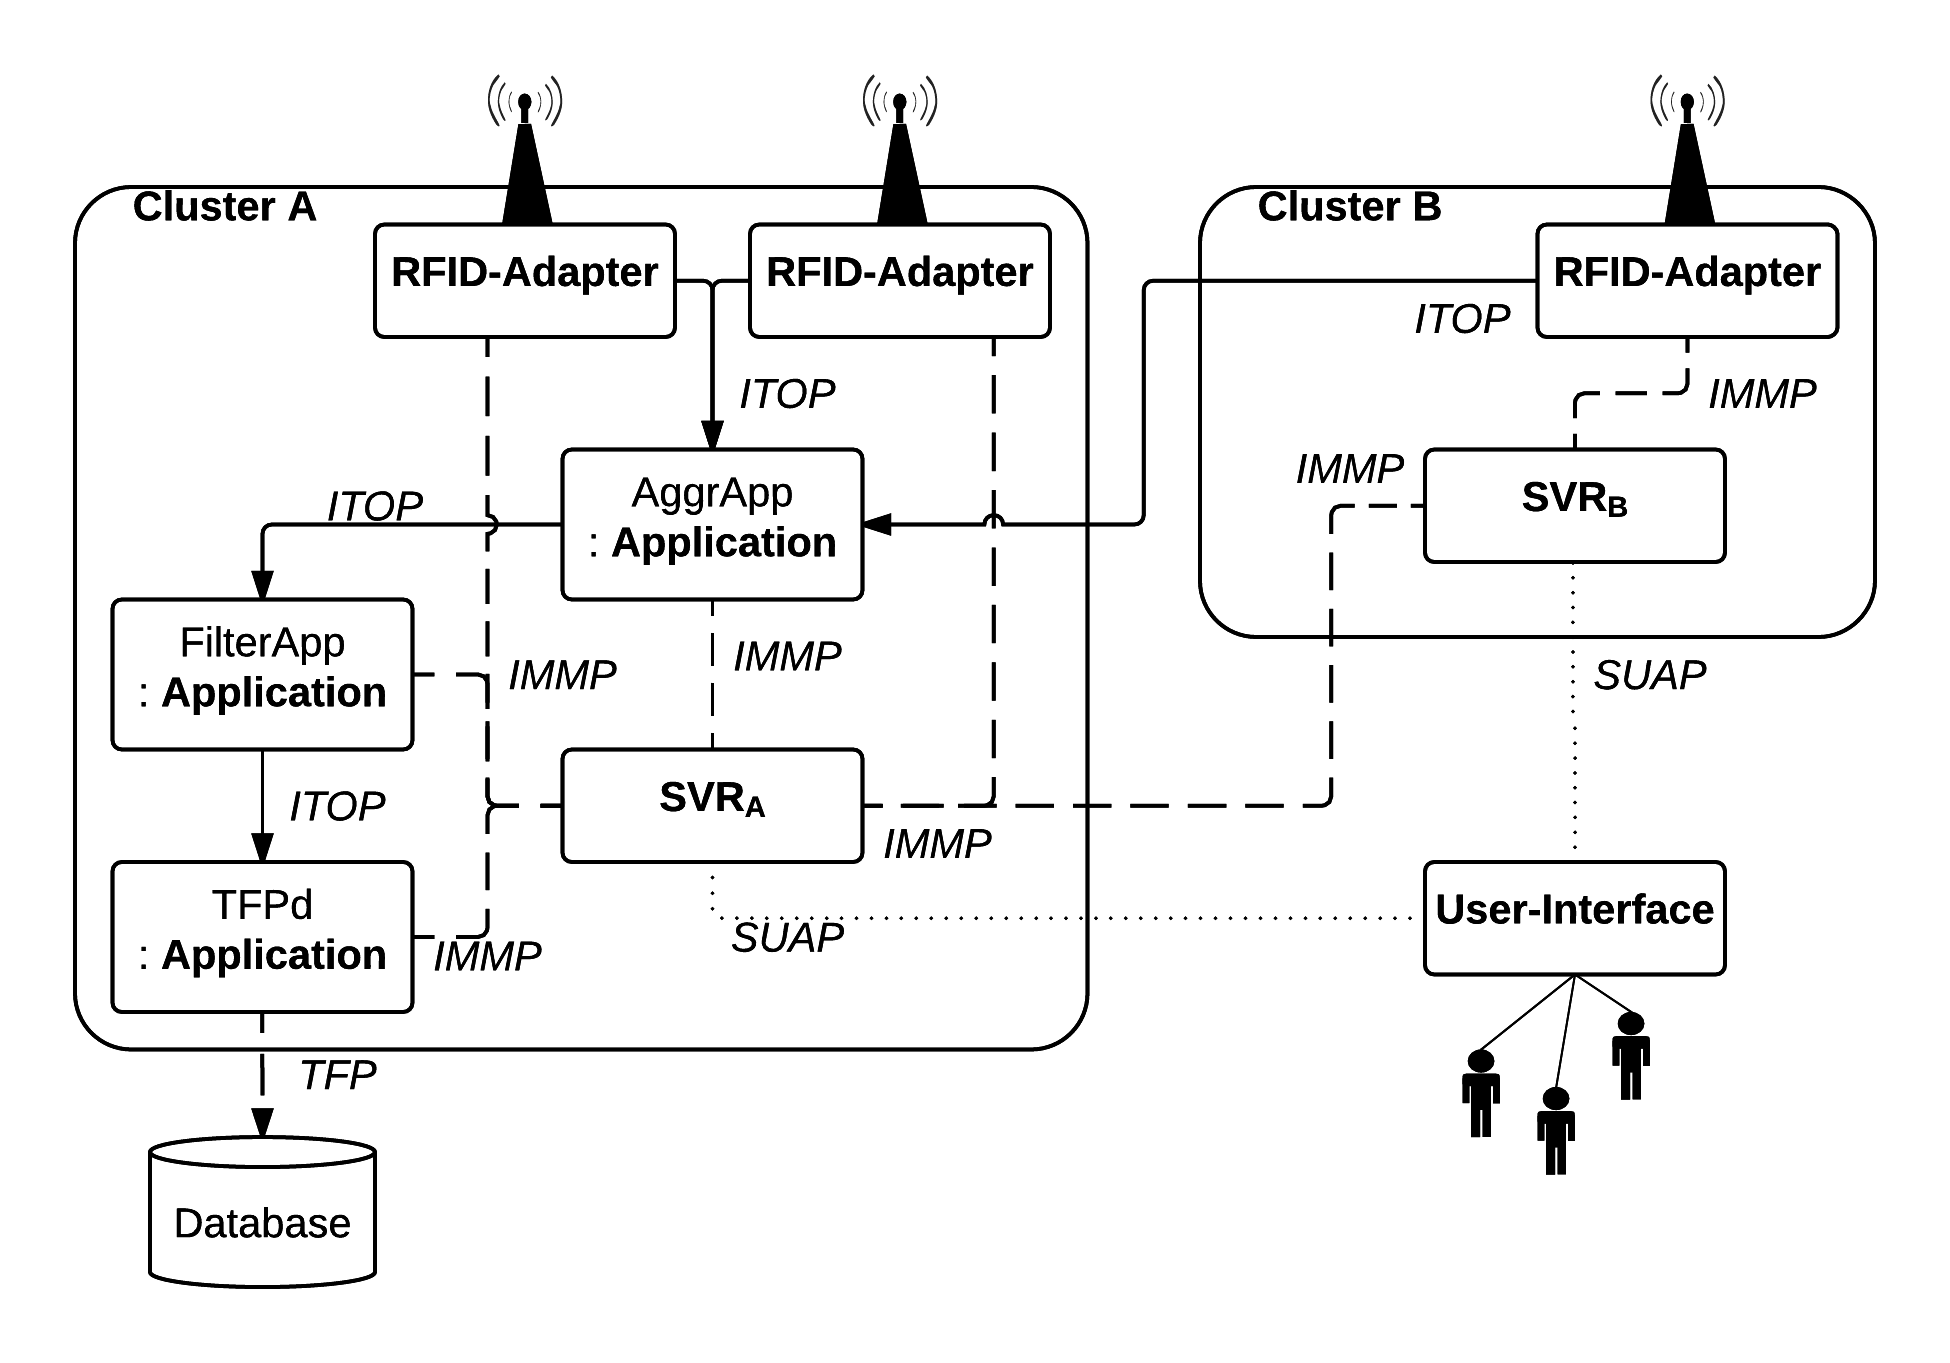 Cluster A
Cluster B
RFID-Adapter
RFID-Adapter
RFID-Adapter
ITOP
ITOP
IMMP
AggrApp
: Application
IMMP
SVRB
ITOP
FilterApp
: Application
IMMP
IMMP
SUAP
ITOP
SVRA
IMMP
TFPd
: Application
IMMP
SUAP
User-Interface
TFP
Database